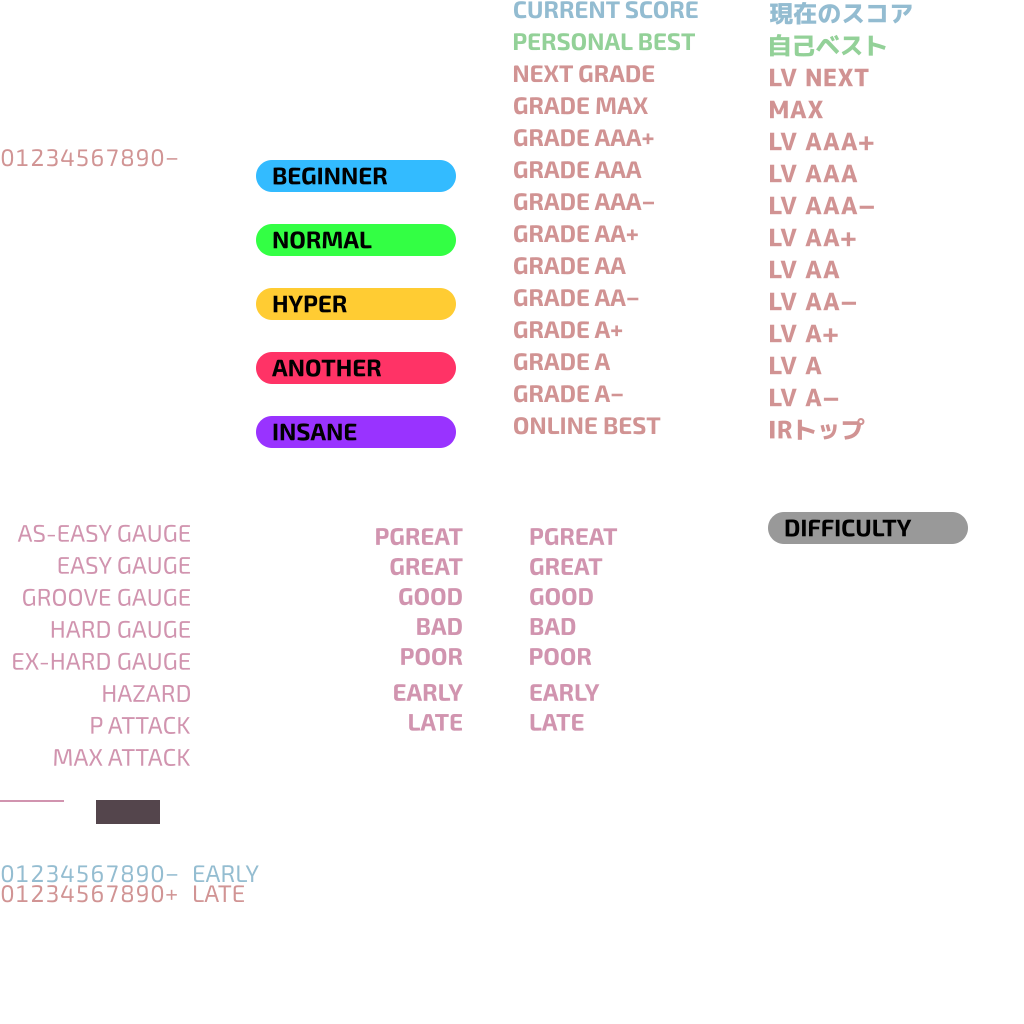 CURRENT SCORE
PERSONAL BEST
NEXT GRADE
GRADE MAX
GRADE AAA+
GRADE AAA
GRADE AAA–
GRADE AA+
GRADE AA
GRADE AA–
GRADE A+
GRADE A
GRADE A–
ONLINE BEST
現在のスコア
自己ベスト
LV NEXT
MAX
LV AAA+
LV AAA
LV AAA–
LV AA+
LV AA
LV AA–
LV A+
LV A
LV A–
IRトップ
01234567890–
BEGINNER
NORMAL
HYPER
ANOTHER
INSANE
DIFFICULTY
AS-EASY GAUGE
EASY GAUGE
GROOVE GAUGE
HARD GAUGE
EX-HARD GAUGE
HAZARD
P ATTACK
MAX ATTACK
PGREAT
GREAT
GOOD
BAD
POOR
EARLY
LATE
PGREAT
GREAT
GOOD
BAD
POOR
EARLY
LATE
01234567890– EARLY
01234567890+ LATE